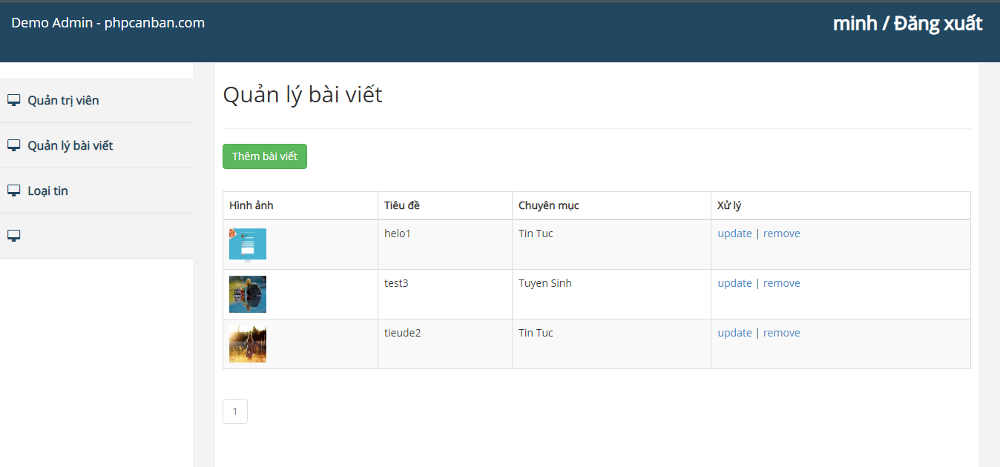 Demo Admin - phpcanban.com
minh / Đăng xuất
Quản trị viên
Quản lý bài viết
Loại tin
Quản lý bài viết
Thêm bài viết
Hình ảnh Tiêu đề Chuyên mục Xử lý
helo1 Tin Tuc update | remove
test3 Tuyen Sinh update | remove
tieude2 Tin Tuc update | remove
1